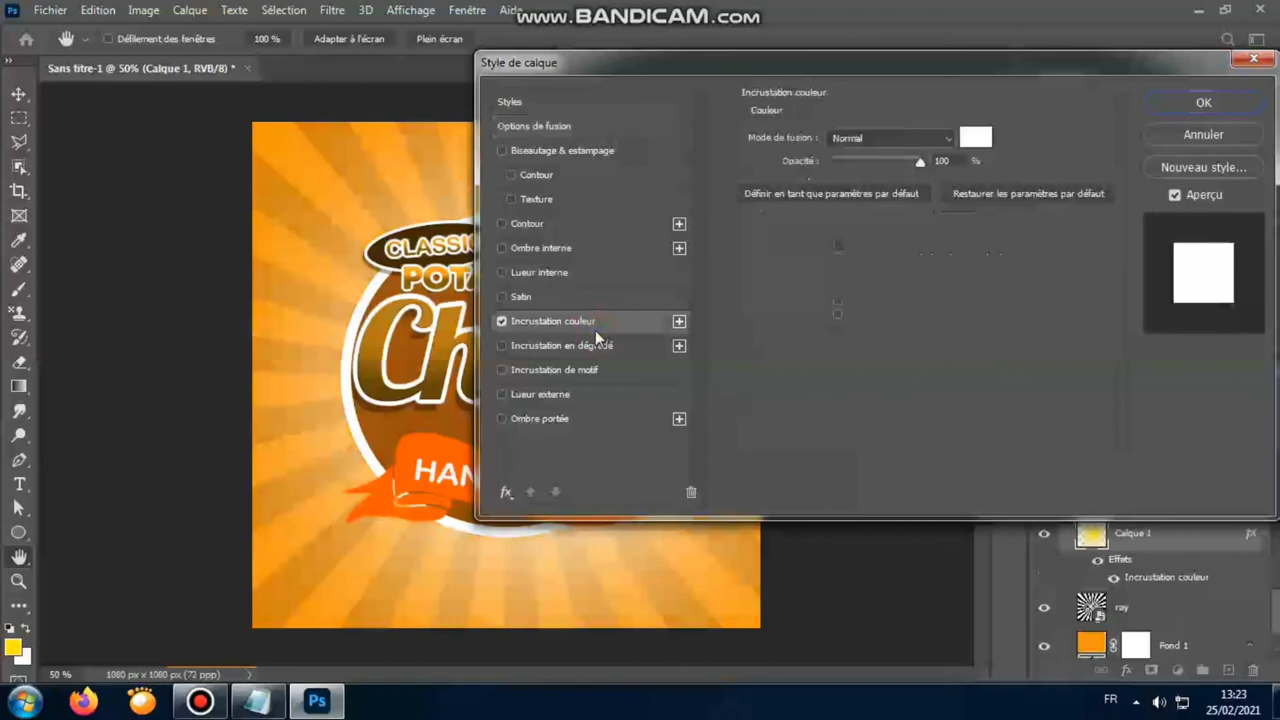 Fichier Edition Image Calque Texte Sélection Filtre 3D Affichage Fenêtre Aide
www.BANDICAM.com
Défilement des fenêtres 100 % Adapter à l'écran Plein écran
Sans titre-1 @ 50% (Calque 1, RVB/8) *
Style de calque
Styles
Options de fusion
Biseautage & estampage
Contour
Texture
Contour
Ombre interne
Lueur interne
Satin
Incrustation couleur
Incrustation en dégradé
Incrustation de motif
Lueur externe
Ombre portée
fx
Incrustation couleur
Couleur
Mode de fusion : Normal
Opacité : 100 %
Définir en tant que paramètres par défaut Restaurer les paramètres par défaut
OK
Annuler
Nouveau style...
Aperçu
Calque 1 fx
Effets
Incrustation couleur
ray
Fond 1
fx
50 % 1080 px x 1080 px (72 ppp)
Ps
FR
13:23
25/02/2021